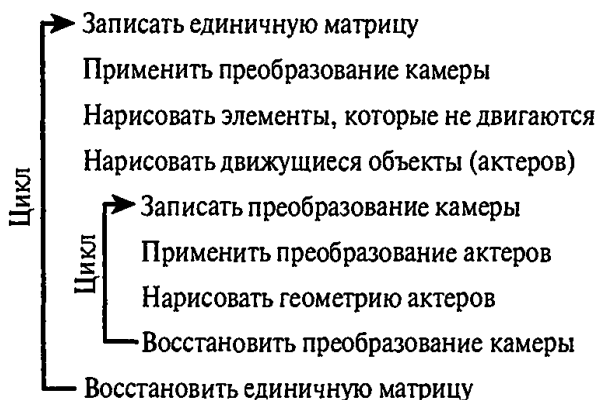 Записать единичную матрицу
Применить преобразование камеры
Нарисовать элементы, которые не двигаются
Нарисовать движущиеся объекты (актеров)
Цикл
Записать преобразование камеры
Применить преобразование актеров
Цикл
Нарисовать геометрию актеров
Восстановить преобразование камеры
Восстановить единичную матрицу